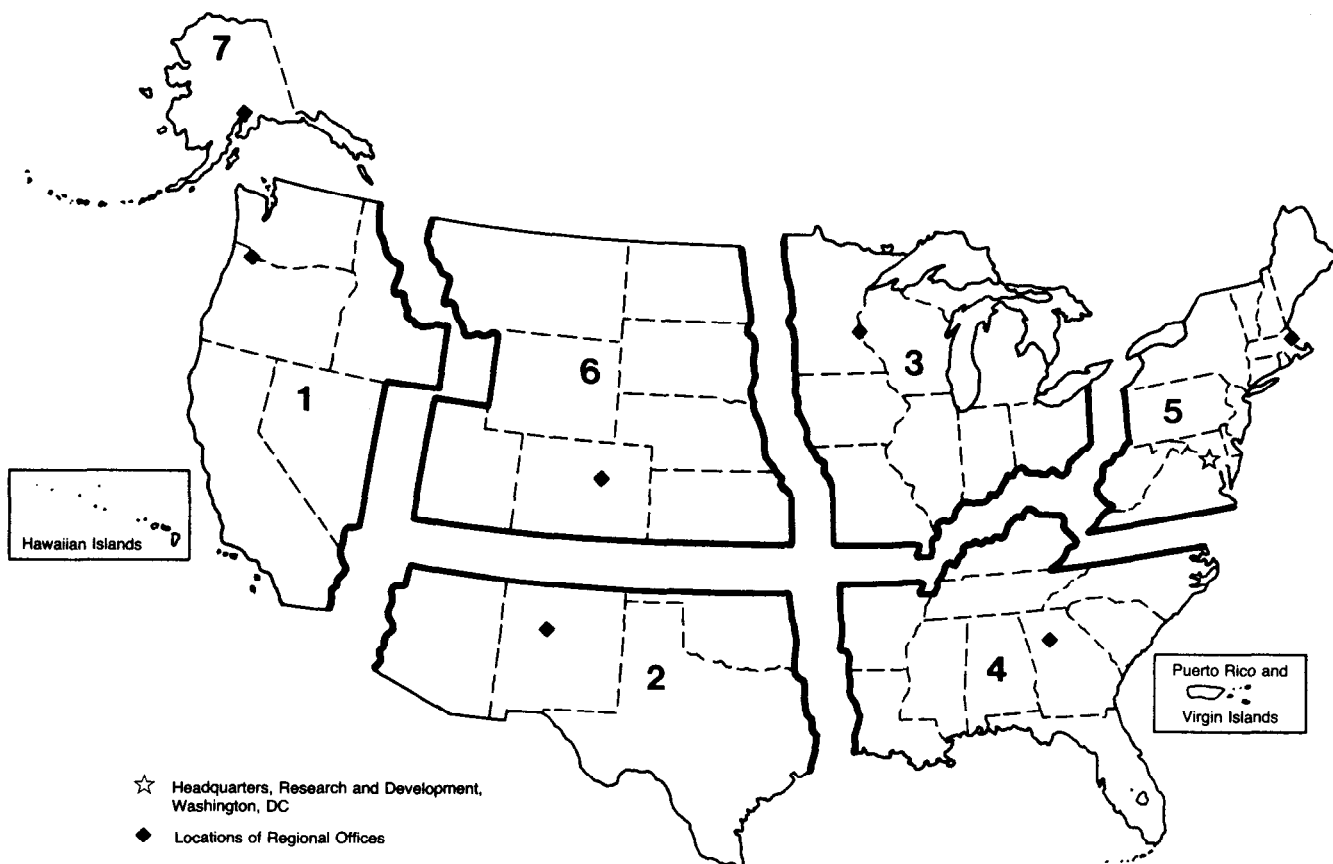 7
3
6
1
5
Hawaiian Islands
4
2
Puerto Rico and
Virgin Islands
Headquarters, Research and Development,
Washington, DC
Locations of Regional Offices